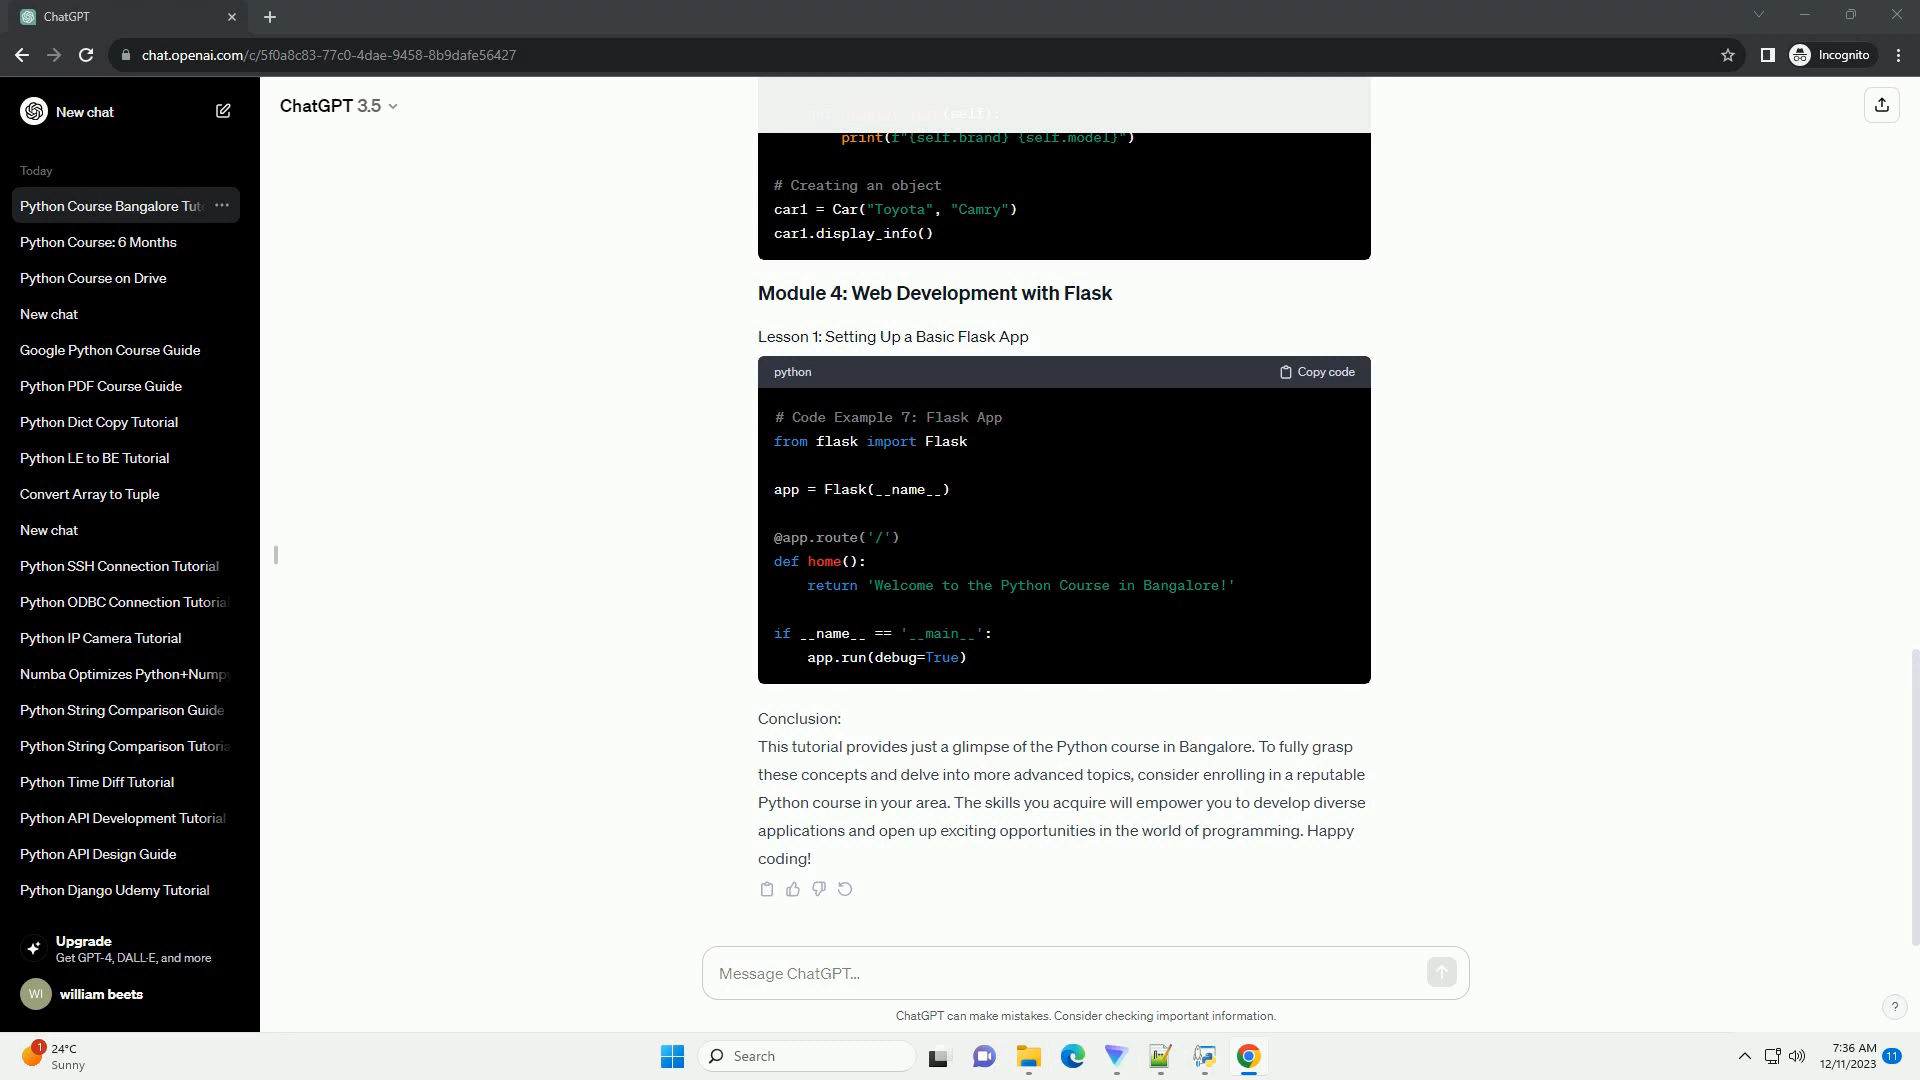 ChatGPT
chat.openai.com/c/5f0a8c83-77c0-4dae-9458-8b9dafe56427
Incognito
New chat
Today
Python Course Bangalore Tut
Python Course: 6 Months
Python Course on Drive
New chat
Google Python Course Guide
Python PDF Course Guide
Python Dict Copy Tutorial
Python LE to BE Tutorial
Convert Array to Tuple
New chat
Python SSH Connection Tutorial
Python ODBC Connection Tutoria
Python IP Camera Tutorial
Numba Optimizes Python+Nump
Python String Comparison Guide
Python String Comparison Tutoria
Python Time Diff Tutorial
Python API Development Tutorial
Python API Design Guide
Python Django Udemy Tutorial
Upgrade
Get GPT-4, DALL·E, and more
WI
william beets
ChatGPT 3.5
(self):
print(f"{self.brand} {self.model}")
# Creating an object
car1 = Car("Toyota", "Camry")
car1.display_info()
Module 4: Web Development with Flask
Lesson 1: Setting Up a Basic Flask App
python
Copy code
# Code Example 7: Flask App
from flask import Flask
app = Flask(__name__)
@app.route('/')
def home():
return 'Welcome to the Python Course in Bangalore!'
if __name__ == '__main__':
app.run(debug=True)
Conclusion:
This tutorial provides just a glimpse of the Python course in Bangalore. To fully grasp
these concepts and delve into more advanced topics, consider enrolling in a reputable
Python course in your area. The skills you acquire will empower you to develop diverse
applications and open up exciting opportunities in the world of programming. Happy
coding!
Message ChatGPT...
ChatGPT can make mistakes. Consider checking important information.
?
1
24°C
Sunny
Search
7:36 AM
12/11/2023
11